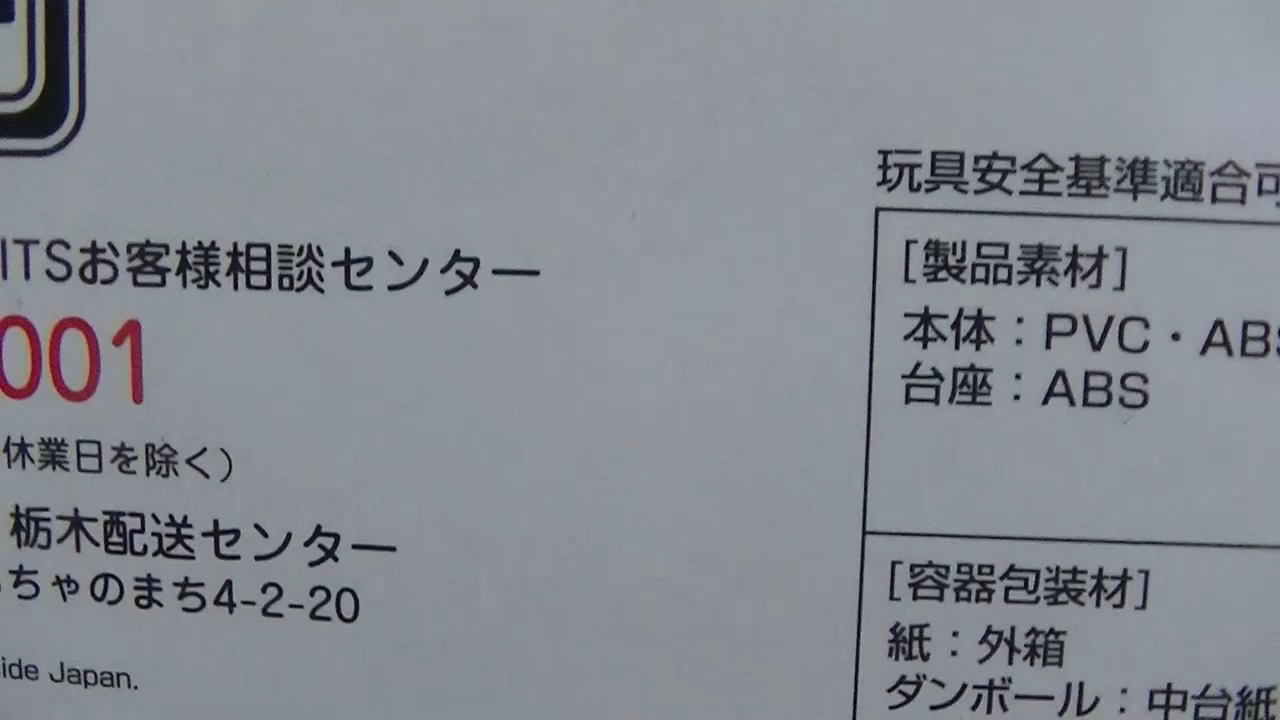 ITSお客様相談センター
001
休業日を除く)
栃木配送センター
ちゃのまち4-2-20
ide Japan.
玩具安全基準適合
[製品素材]
本体：PVC・ABS
台座：ABS
[容器包装材]
紙：外箱
ダンボール：中台紙